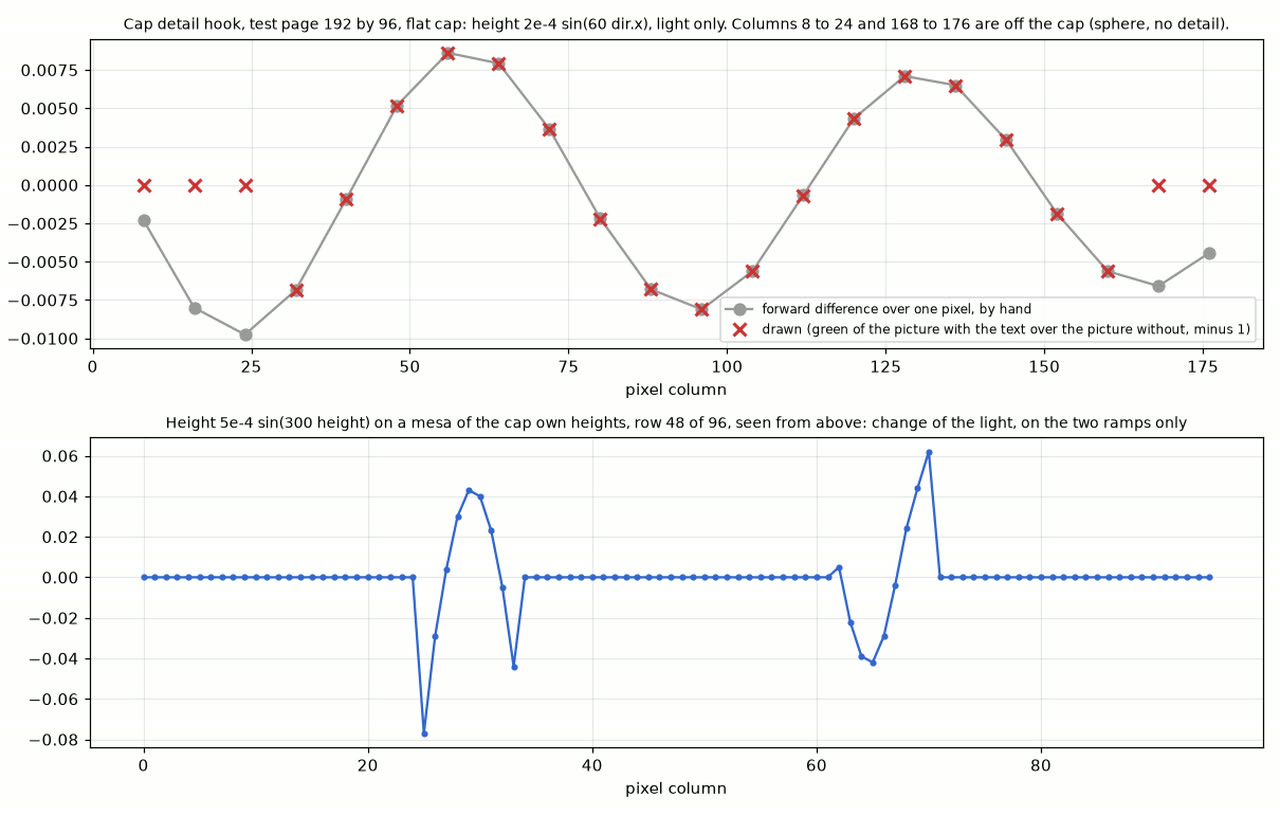 Cap detail hook, test page 192 by 96, flat cap: height 2e-4 sin(60 dir.x), light only. Columns 8 to 24 and 168 to 176 are off the cap (sphere, no detail).
0.0075
0.0050
0.0025
0.0000
−0.0025
−0.0050
−0.0075
−0.0100
forward difference over one pixel, by hand
drawn (green of the picture with the text over the picture without, minus 1)
0 25 50 75 100 125 150 175
pixel column
Height 5e-4 sin(300 height) on a mesa of the cap own heights, row 48 of 96, seen from above: change of the light, on the two ramps only
0.06
0.04
0.02
0.00
−0.02
−0.04
−0.06
−0.08
0 20 40 60 80
pixel column